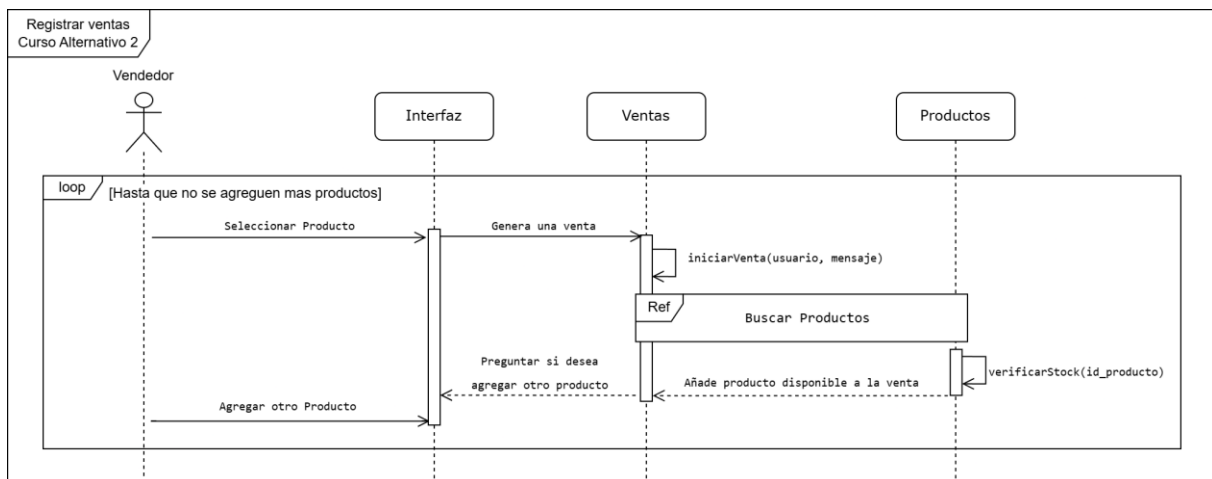 Registrar ventas
Curso Alternativo 2
Vendedor
Interfaz
Ventas
Productos
loop
[Hasta que no se agreguen mas productos]
Seleccionar Producto
Genera una venta
iniciarVenta(usuario, mensaje)
Ref
Buscar Productos
Preguntar si desea
agregar otro producto
Añade producto disponible a la venta
verificarStock(id_producto)
Agregar otro Producto